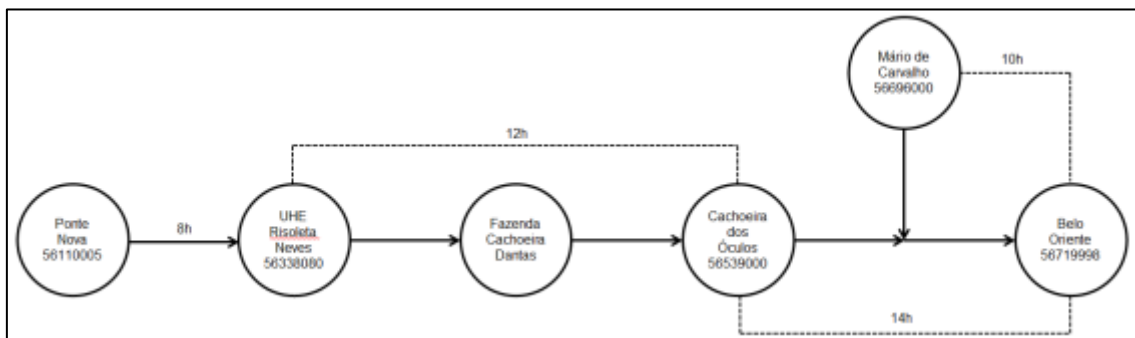 Mário de
Carvalho
56696000
10h
12h
Ponte
Nova
56110005
8h
UHE
Risoleta
Neves
56338080
Fazenda
Cachoeira
Dantas
Cachoeira
dos
Óculos
56539000
Belo
Oriente
56719998
14h